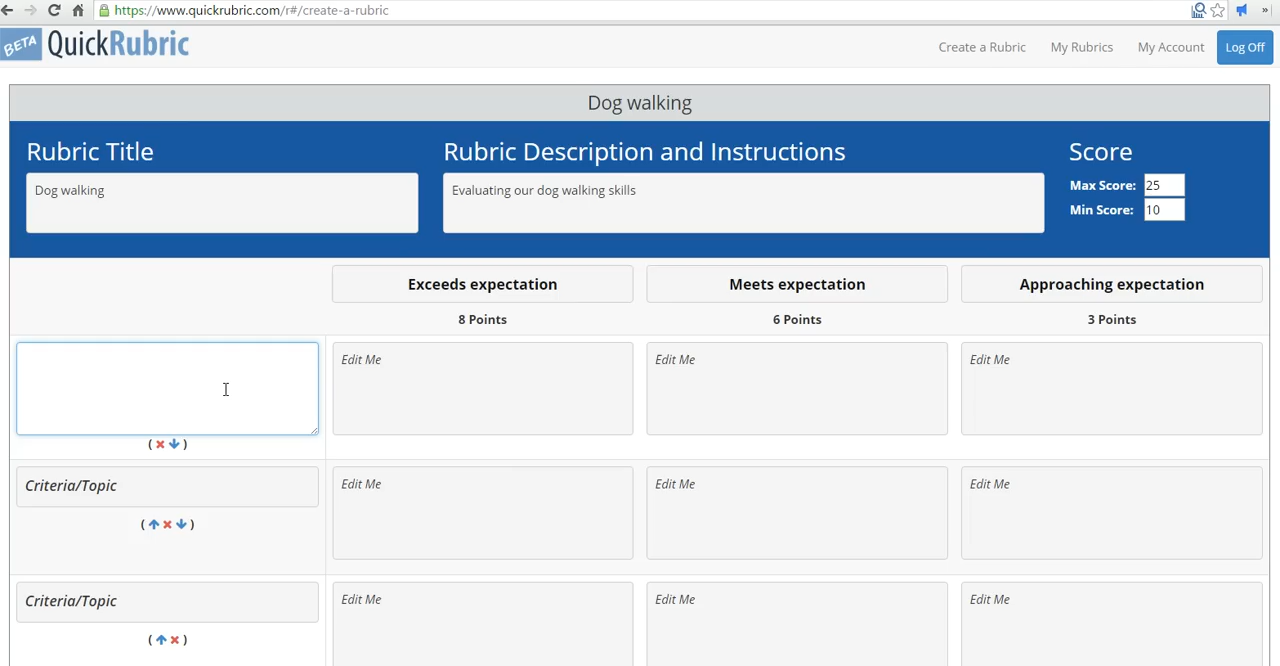 https://www.quickrubric.com/r#/create-a-rubric
BETA QuickRubric
Create a Rubric My Rubrics My Account Log Off
Dog walking
Rubric Title Rubric Description and Instructions Score
Dog walking Evaluating our dog walking skills
Max Score: 25
Min Score: 10
Exceeds expectation Meets expectation Approaching expectation
8 Points 6 Points 3 Points
Edit Me Edit Me Edit Me
Criteria/Topic Edit Me Edit Me Edit Me
Criteria/Topic Edit Me Edit Me Edit Me